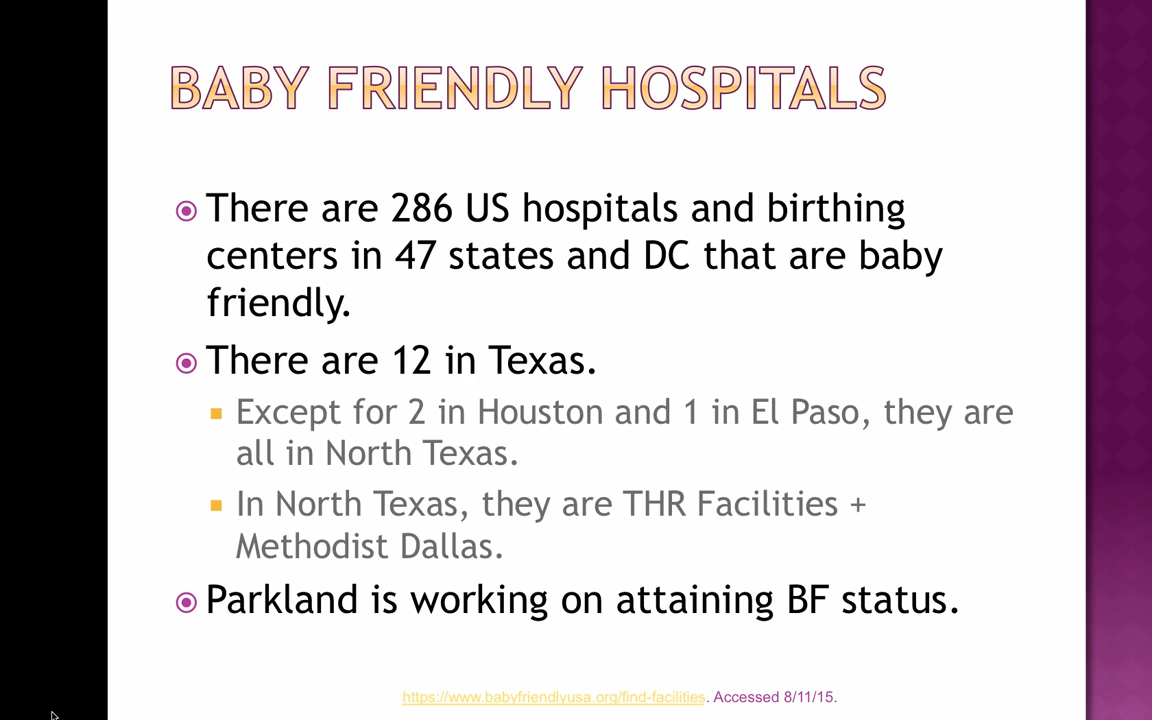 BABY FRIENDLY HOSPITALS
There are 286 US hospitals and birthing
centers in 47 states and DC that are baby
friendly.
There are 12 in Texas.
Except for 2 in Houston and 1 in El Paso, they are
all in North Texas.
In North Texas, they are THR Facilities +
Methodist Dallas.
Parkland is working on attaining BF status.
https://www.babyfriendlyusa.org/find-facilities. Accessed 8/11/15.